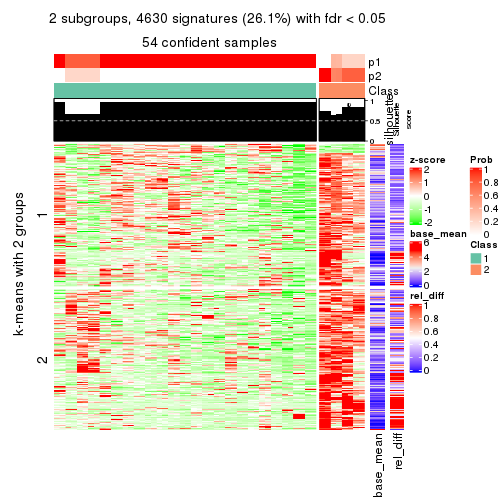 2 subgroups, 4630 signatures (26.1%) with fdr < 0.05
54 confident samples
p1
p2
Class
1
0.5
0
silhouette
Silhouette
score
k-means with 2 groups
1
2
base_mean
rel_diff
z-score
2
1
0
-1
-2
base_mean
6
4
2
0
rel_diff
1
0.8
0.6
0.4
0.2
0
Prob
1
0.8
0.6
0.4
0.2
0
Class
1
2